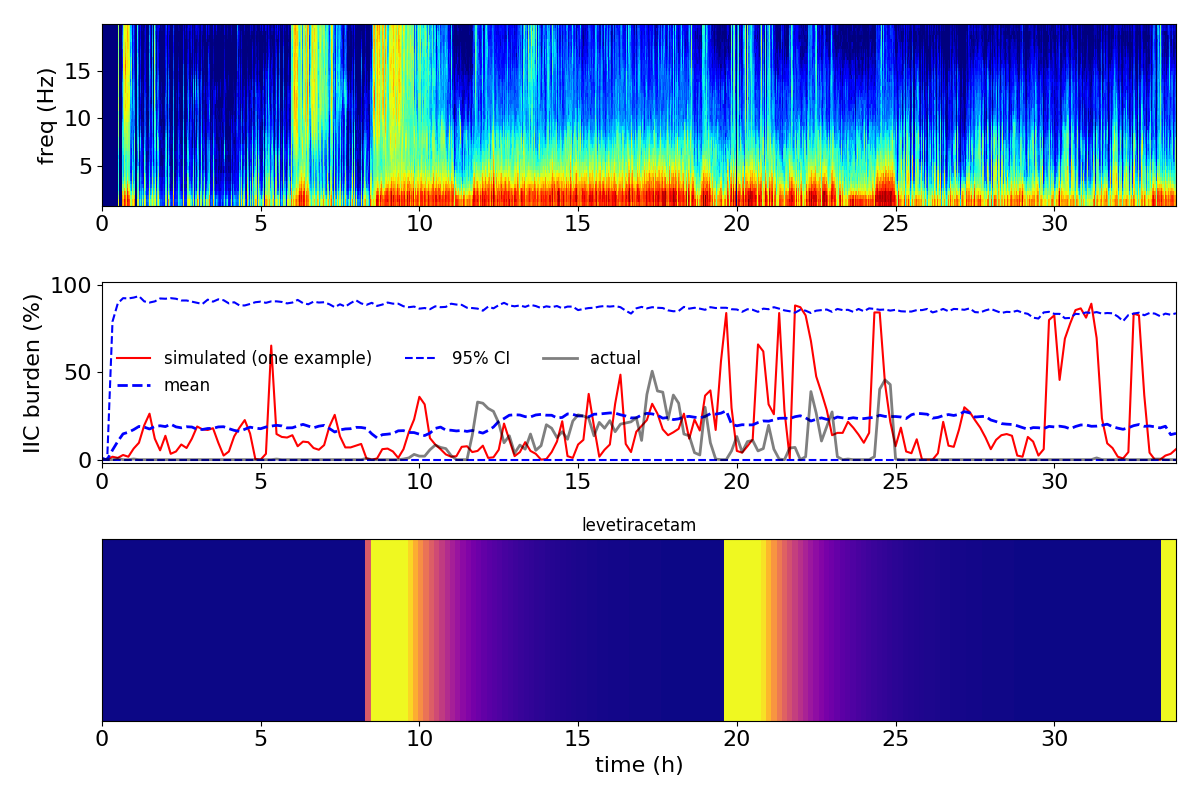 freq (Hz)
15
10
5
0 5 10 15 20 25 30
IIC burden (%)
100
50
0
simulated (one example)
mean
95% CI
actual
0 5 10 15 20 25 30
levetiracetam
0 5 10 15 20 25 30
time (h)